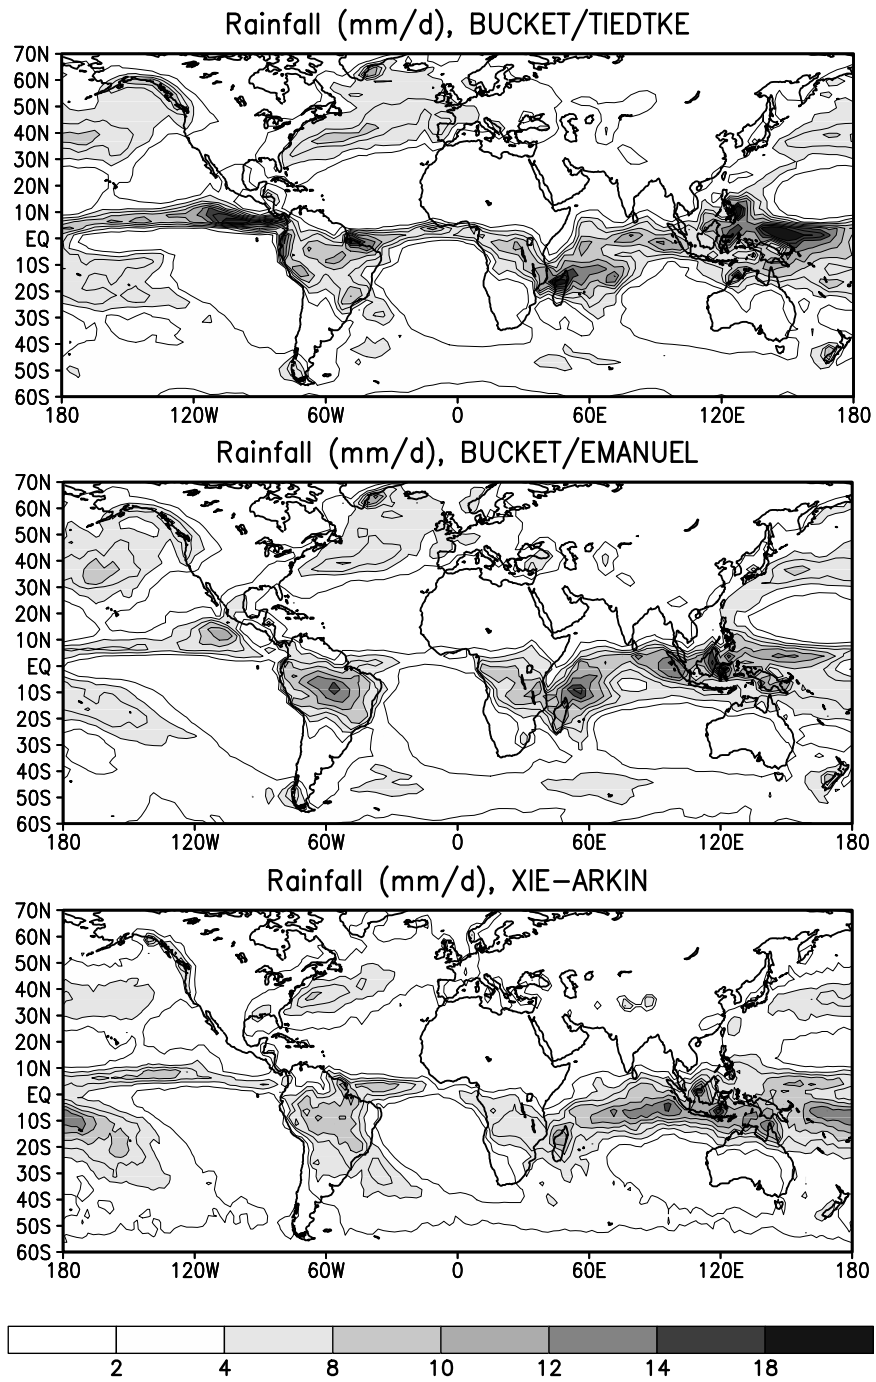 Rainfall (mm/d), BUCKET/TIEDTKE
70N
60N
50N
40N
30N
20N
10N
EQ
10S
20S
30S
40S
50S
60S
180 120W 60W 0 60E 120E 180
Rainfall (mm/d), BUCKET/EMANUEL
70N
60N
50N
40N
30N
20N
10N
EQ
10S
20S
30S
40S
50S
60S
180 120W 60W 0 60E 120E 180
Rainfall (mm/d), XIE-ARKIN
70N
60N
50N
40N
30N
20N
10N
EQ
10S
20S
30S
40S
50S
60S
180 120W 60W 0 60E 120E 180
2 4 8 10 12 14 18